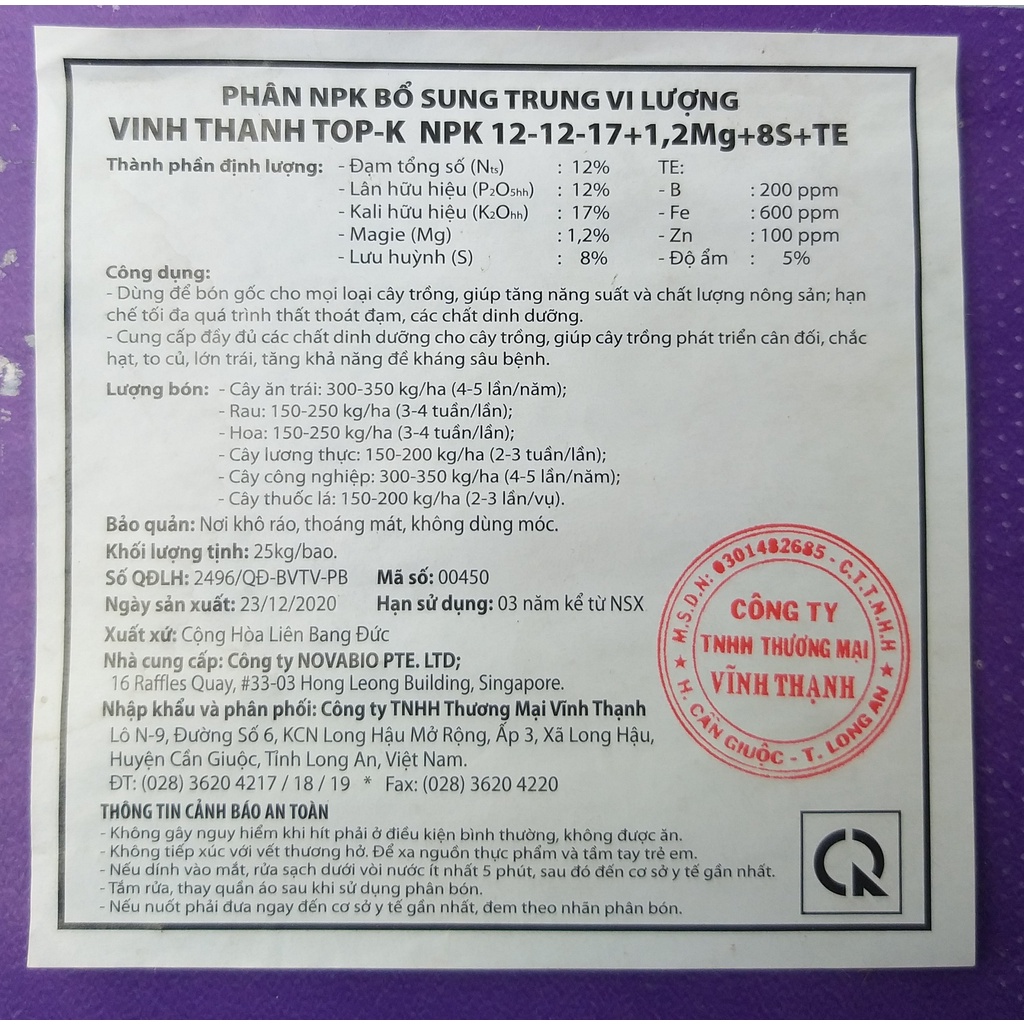 PHÂN NPK BỔ SUNG TRUNG VI LƯỢNG
VINH THANH TOP-K NPK 12-12-17+1,2Mg+8S+TE
Thành phần định lượng: - Đạm tổng số (Nts) : 12% TE:
- Lân hữu hiệu (P2O5hh) : 12% - B : 200 ppm
- Kali hữu hiệu (K2Ohh) : 17% - Fe : 600 ppm
- Magie (Mg) : 1,2% - Zn : 100 ppm
- Lưu huỳnh (S) : 8% - Độ ẩm : 5%
Công dụng:
- Dùng để bón gốc cho mọi loại cây trồng, giúp tăng năng suất và chất lượng nông sản; hạn
chế tối đa quá trình thất thoát đạm, các chất dinh dưỡng.
- Cung cấp đầy đủ các chất dinh dưỡng cho cây trồng, giúp cây trồng phát triển cân đối, chắc
hạt, to củ, lớn trái, tăng khả năng đề kháng sâu bệnh.
Lượng bón: - Cây ăn trái: 300-350 kg/ha (4-5 lần/năm);
- Rau: 150-250 kg/ha (3-4 tuần/lần);
- Hoa: 150-250 kg/ha (3-4 tuần/lần);
- Cây lương thực: 150-200 kg/ha (2-3 tuần/lần);
- Cây công nghiệp: 300-350 kg/ha (4-5 lần/năm);
- Cây thuốc lá: 150-200 kg/ha (2-3 lần/vụ).
Bảo quản: Nơi khô ráo, thoáng mát, không dùng móc.
Khối lượng tịnh: 25kg/bao.
Số QĐLH: 2496/QĐ-BVTV-PB Mã số: 00450
Ngày sản xuất: 23/12/2020 Hạn sử dụng: 03 năm kể từ NSX
Xuất xứ: Cộng Hòa Liên Bang Đức
Nhà cung cấp: Công ty NOVABIO PTE. LTD;
16 Raffles Quay, #33-03 Hong Leong Building, Singapore.
Nhập khẩu và phân phối: Công ty TNHH Thương Mại Vĩnh Thạnh
Lô N-9, Đường Số 6, KCN Long Hậu Mở Rộng, Ấp 3, Xã Long Hậu,
Huyện Cần Giuộc, Tỉnh Long An, Việt Nam.
ĐT: (028) 3620 4217 / 18 / 19 * Fax: (028) 3620 4220
M.S.D.N: 0301482685 - C.T.T.N.H.H
CÔNG TY
TNHH THƯƠNG MẠI
VĨNH THẠNH
★ H. CẦN GIUỘC - T. LONG AN ★
THÔNG TIN CẢNH BÁO AN TOÀN
- Không gây nguy hiểm khi hít phải ở điều kiện bình thường, không được ăn.
- Không tiếp xúc với vết thương hở. Để xa nguồn thực phẩm và tầm tay trẻ em.
- Nếu dính vào mắt, rửa sạch dưới vòi nước ít nhất 5 phút, sau đó đến cơ sở y tế gần nhất.
- Tắm rửa, thay quần áo sau khi sử dụng phân bón.
- Nếu nuốt phải đưa ngay đến cơ sở y tế gần nhất, đem theo nhãn phân bón.